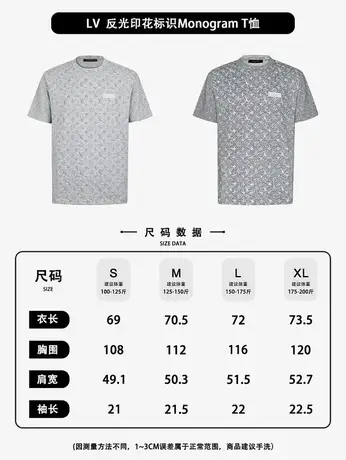 LV 反光印花标识Monogram T恤
尺码数据
SIZE DATA
尺码 S M L XL
SIZE 建议体重 建议体重 建议体重 建议体重
100-125斤 125-150斤 150-175斤 175-200斤
衣长 69 70.5 72 73.5
胸围 108 112 116 120
肩宽 49.1 50.3 51.5 52.7
袖长 21 21.5 22 22.5
(因测量方法不同，1~3CM误差属于正常范围，商品建议手洗)